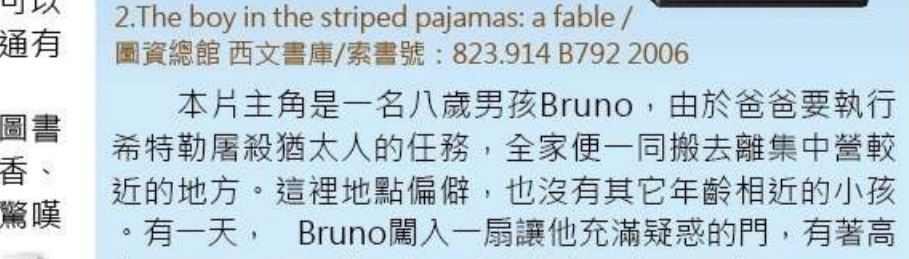 可以
通有
圖書
香、
驚嘆
2.The boy in the striped pajamas: a fable /
圖資總館 西文書庫/索書號：823.914 B792 2006
本片主角是一名八歲男孩Bruno，由於爸爸要執行
希特勒屠殺猶太人的任務，全家便一同搬去離集中營較
近的地方。這裡地點偏僻，也沒有其它年齡相近的小孩
。有一天， Bruno闖入一扇讓他充滿疑惑的門，有著高